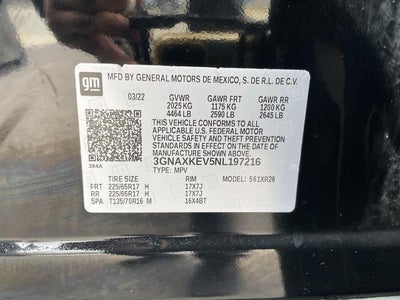 gm
MFD BY GENERAL MOTORS DE MEXICO, S. DE R.L. DE C.V.
03/22 GVWR GAWR FRT GAWR RR
2025 KG 1175 KG 1200 KG
4464 LB 2590 LB 2645 LB
THIS VEHICLE CONFORMS TO ALL
APPLICABLE U.S. FEDERAL MOTOR
VEHICLE SAFETY AND THEFT PREVENTION
STANDARDS IN EFFECT ON THE DATE OF
MANUFACTURE SHOWN ABOVE.
384A
3GNAXKEV5NL197216
TYPE: MPV MODEL: 1XR26
TIRE SIZE RIM
FRT 225/65R17 H 17X7J
RR 225/65R17 H 17X7J
SPA T135/70R16 M 16X4BT